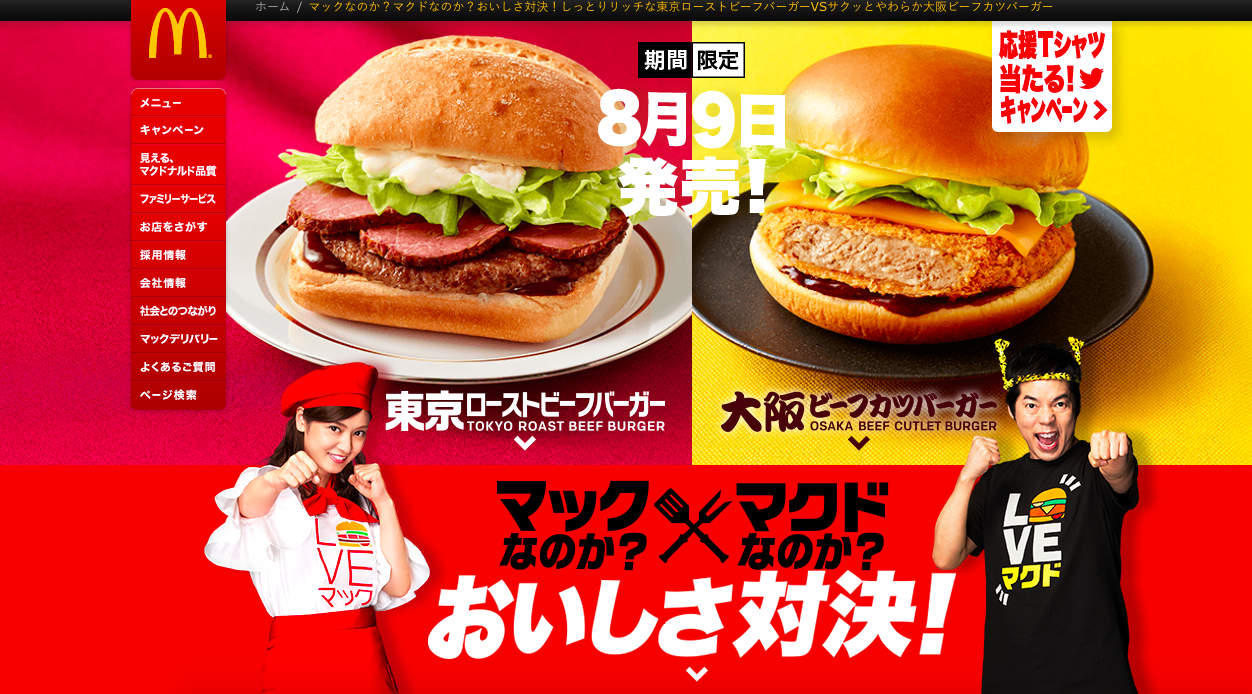 ホーム / マックなのか？マクドなのか？おいしさ対決！しっとりリッチな東京ローストビーフバーガーVSサクッとやわらか大阪ビーフカツバーガー
メニュー
キャンペーン
見える、
マクドナルド品質
ファミリーサービス
お店をさがす
採用情報
会社情報
社会とのつながり
マックデリバリー
よくあるご質問
ページ検索
期間限定
8月9日
発売！
応援Tシャツ
当たる！
キャンペーン
東京ローストビーフバーガー
TOKYO ROAST BEEF BURGER
大阪ビーフカツバーガー
OSAKA BEEF CUTLET BURGER
L
VE
マック
マック
なのか？
マクド
なのか？
おいしさ対決！
L
VE
マクド